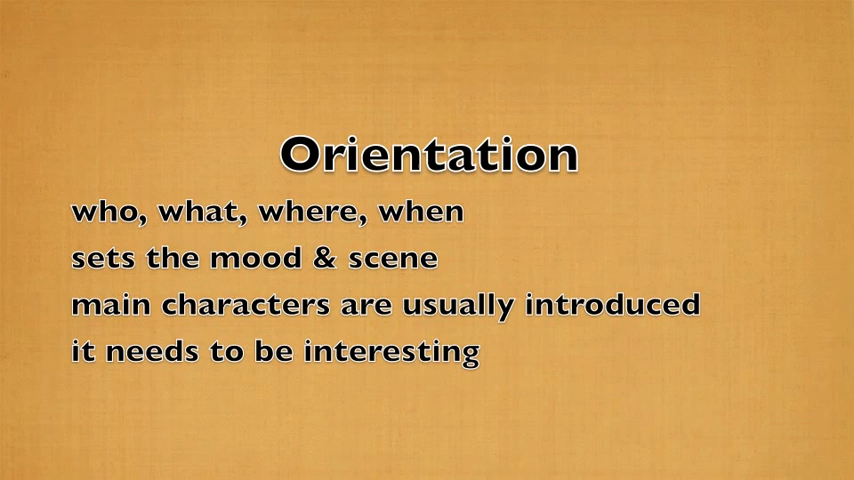 Orientation
who, what, where, when
sets the mood & scene
main characters are usually introduced
it needs to be interesting